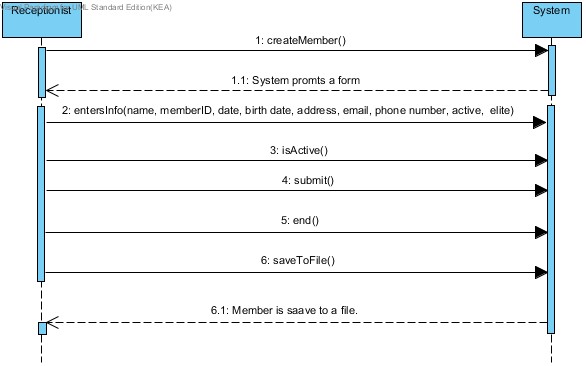 UML Standard Edition(KEA)
Receptionist
System
1: createMember()
1.1: System promts a form
2: entersInfo(name, memberID, date, birth date, address, email, phone number, active, elite)
3: isActive()
4: submit()
5: end()
6: saveToFile()
6.1: Member is saave to a file.